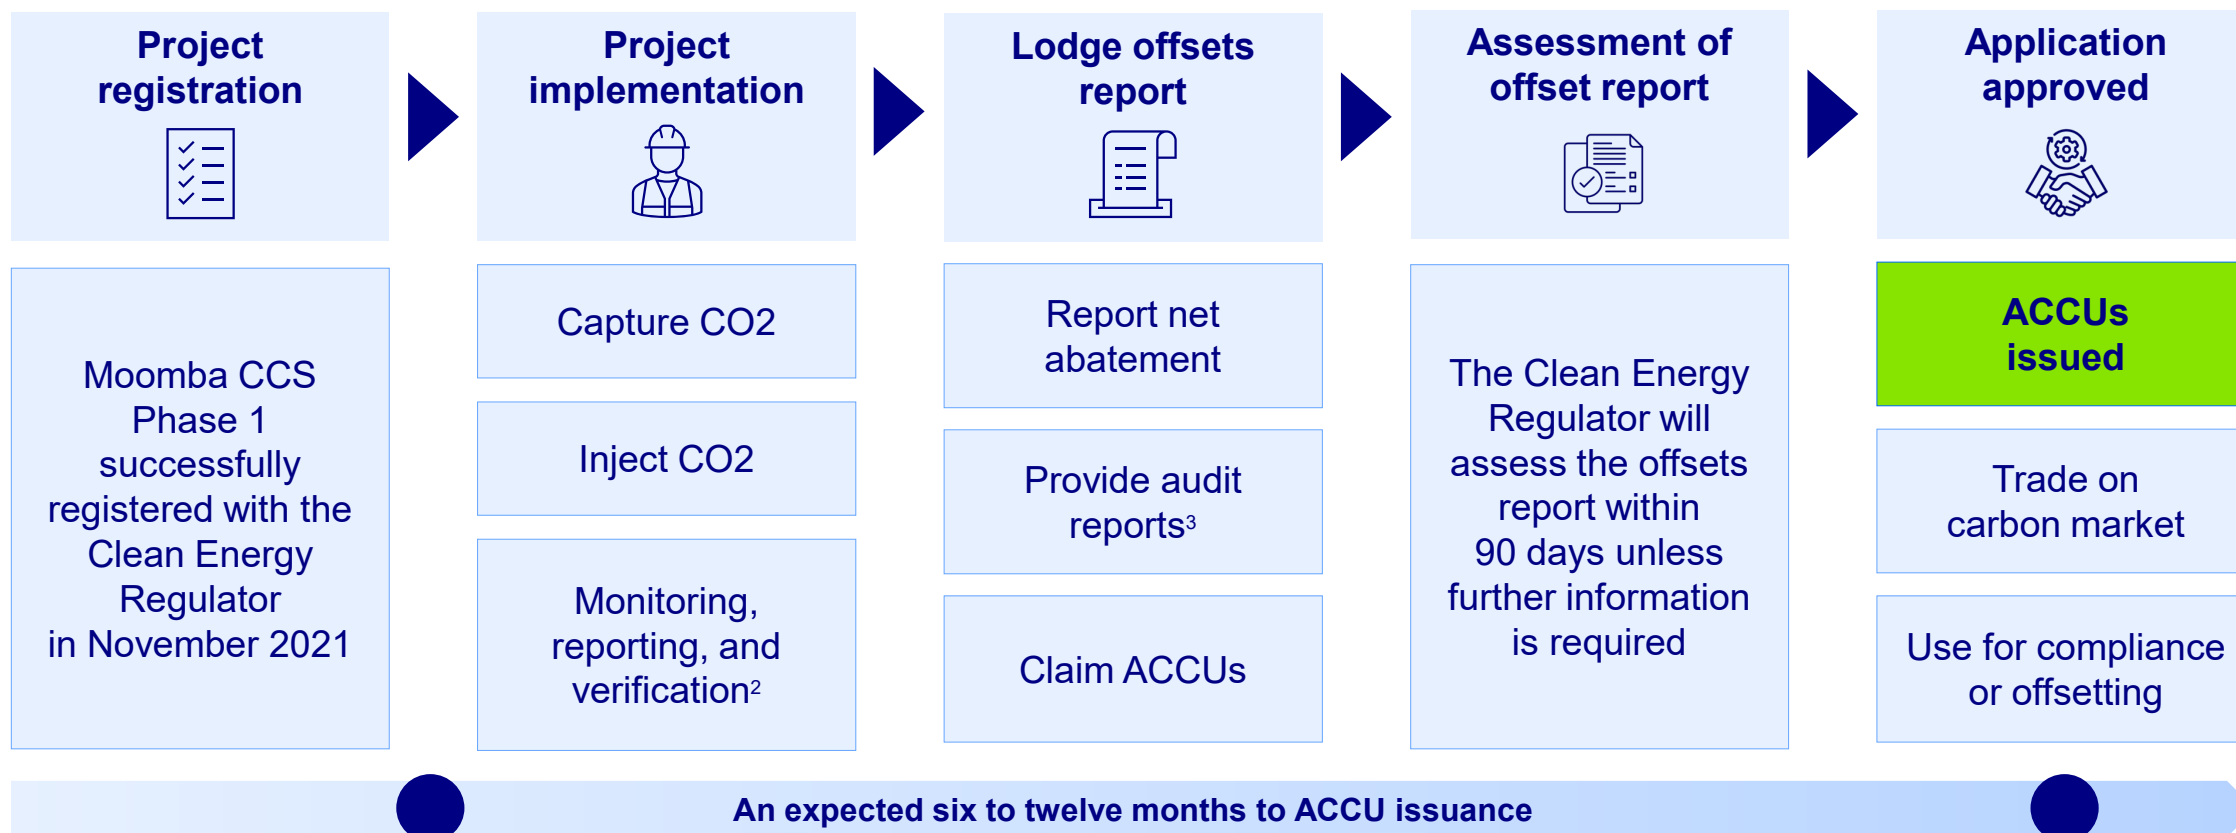 Project
registration
Project
implementation
Lodge offsets
report
Assessment of
offset report
Application
approved
Moomba CCS
Phase 1
successfully
registered with the
Clean Energy
Regulator
in November 2021
Capture CO2
Inject CO2
Monitoring,
reporting, and
verification²
Report net
abatement
Provide audit
reports³
Claim ACCUs
The Clean Energy
Regulator will
assess the offsets
report within
90 days unless
further information
is required
ACCUs
issued
Trade on
carbon market
Use for compliance
or offsetting
An expected six to twelve months to ACCU issuance